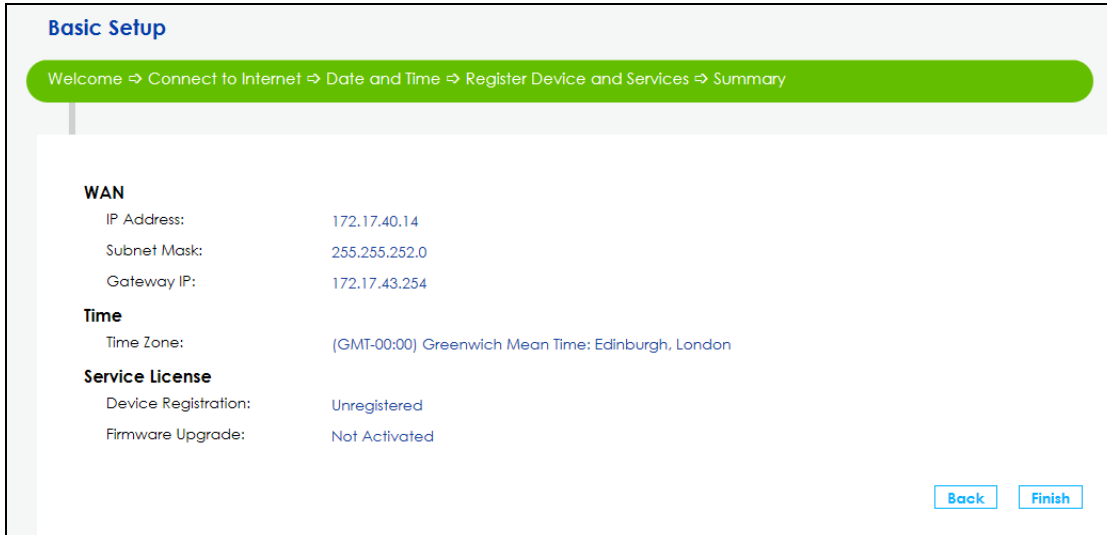 Basic Setup
Welcome ⇨ Connect to Internet ⇨ Date and Time ⇨ Register Device and Services ⇨ Summary
WAN
IP Address: 172.17.40.14
Subnet Mask: 255.255.252.0
Gateway IP: 172.17.43.254
Time
Time Zone: (GMT-00:00) Greenwich Mean Time: Edinburgh, London
Service License
Device Registration: Unregistered
Firmware Upgrade: Not Activated
Back Finish